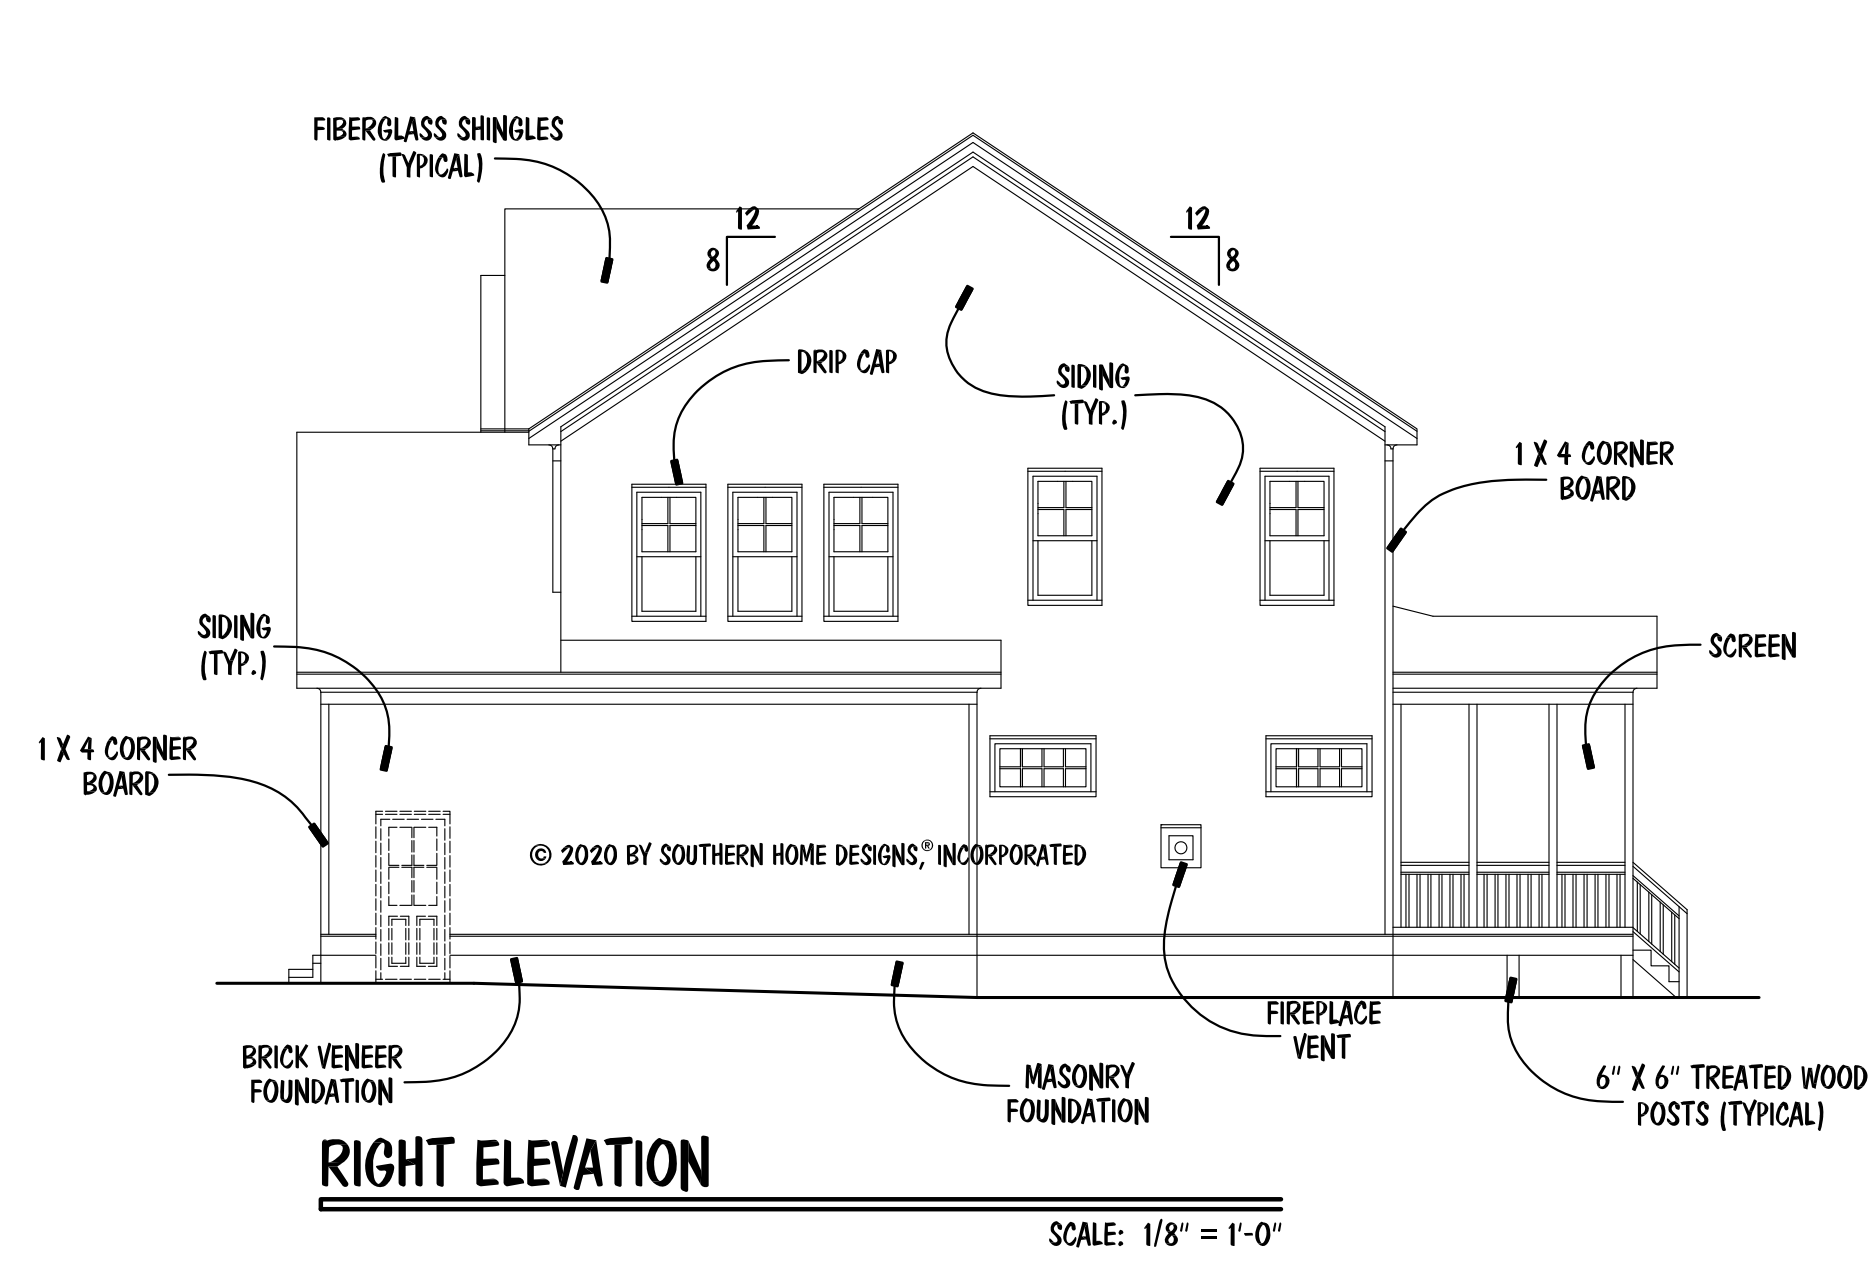 FIBERGLASS SHINGLES
(TYPICAL)
12
8
12
8
DRIP CAP
SIDING
(TYP.)
1 X 4 CORNER
BOARD
SIDING
(TYP.)
SCREEN
1 X 4 CORNER
BOARD
© 2020 BY SOUTHERN HOME DESIGNS,® INCORPORATED
FIREPLACE
VENT
BRICK VENEER
FOUNDATION
MASONRY
FOUNDATION
6" X 6" TREATED WOOD
POSTS (TYPICAL)
RIGHT ELEVATION
SCALE: 1/8" = 1'-0"